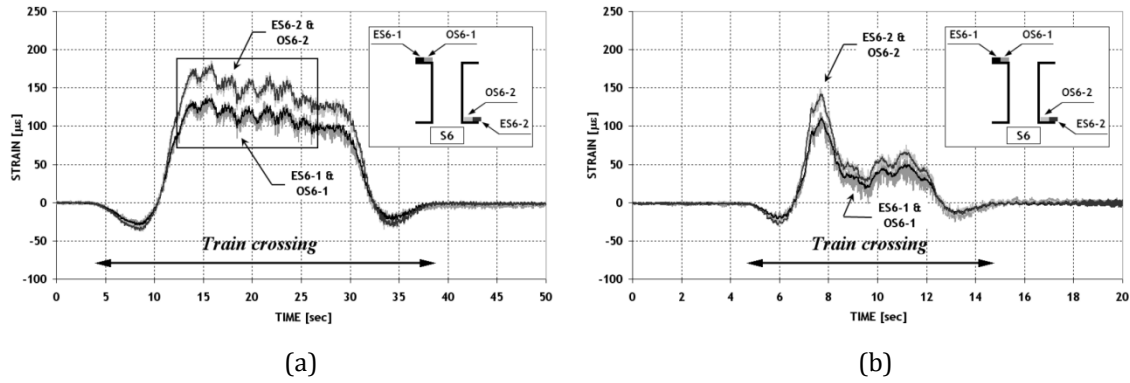 250
200
150
100
50
0
-50
-100
STRAIN [µε]
ES6-2 &
OS6-2
ES6-1 &
OS6-1
ES6-1
OS6-1
OS6-2
ES6-2
S6
Train crossing
0 5 10 15 20 25 30 35 40 45 50
TIME [sec]
(a)
250
200
150
100
50
0
-50
-100
STRAIN [µε]
ES6-2 &
OS6-2
ES6-1 &
OS6-1
ES6-1
OS6-1
OS6-2
ES6-2
S6
Train crossing
0 2 4 6 8 10 12 14 16 18 20
TIME [sec]
(b)